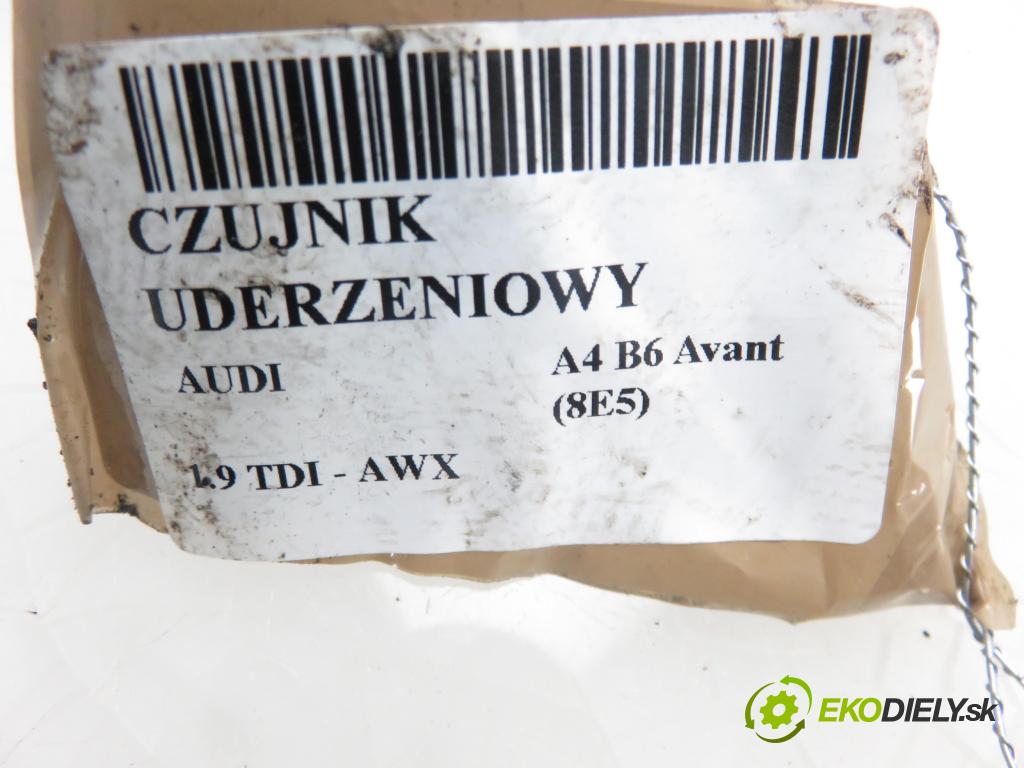 CZUJNIK
UDERZENIOWY
AUDI
A4 B6 Avant
(8E5)
1.9 TDI - AWX
EKODIELY.sk